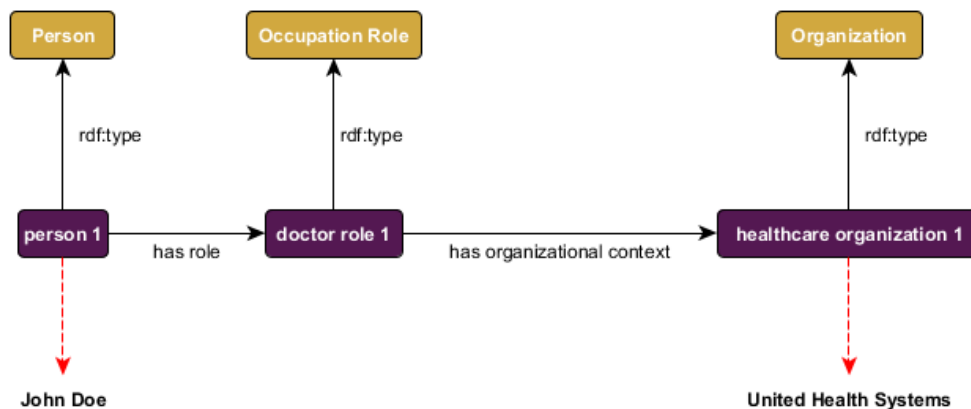 Person
Occupation Role
Organization
rdf:type
rdf:type
rdf:type
person 1
has role
doctor role 1
has organizational context
healthcare organization 1
John Doe
United Health Systems